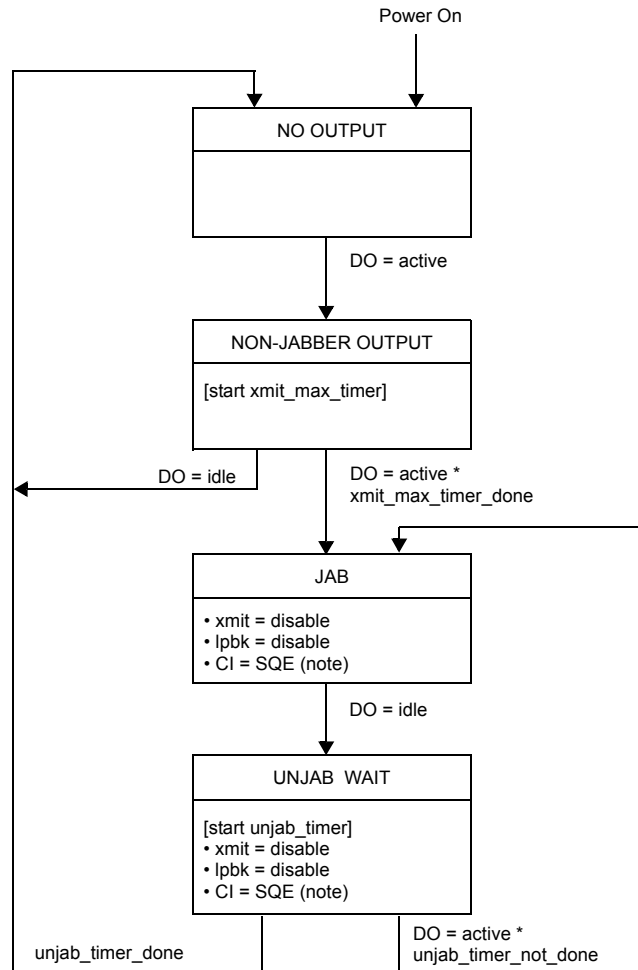 Power On
NO OUTPUT
DO = active
NON-JABBER OUTPUT
[start xmit_max_timer]
DO = idle
DO = active *
xmit_max_timer_done
JAB
• xmit = disable
• lpbk = disable
• CI = SQE (note)
DO = idle
UNJAB WAIT
[start unjab_timer]
• xmit = disable
• lpbk = disable
• CI = SQE (note)
unjab_timer_done
DO = active *
unjab_timer_not_done